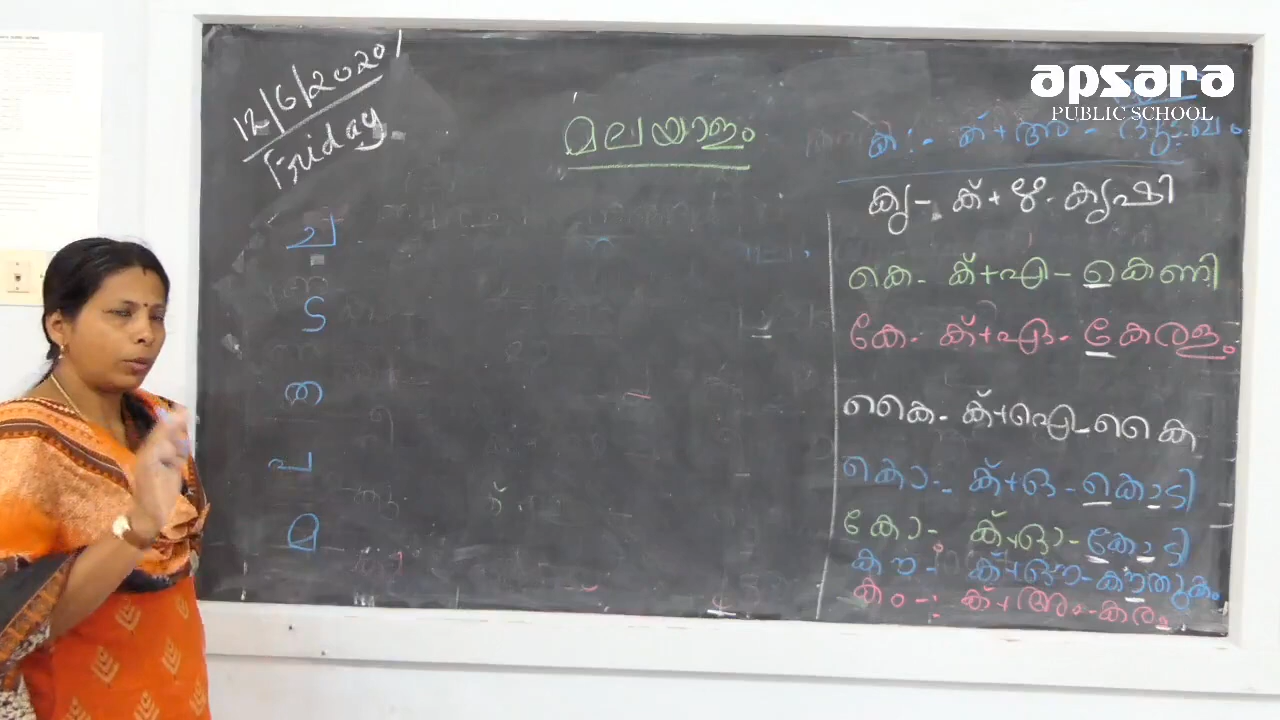 12/6/2020
Friday
apsara
PUBLIC SCHOOL
മലയാളം
ച
ട
ത
പ
മ
കഃ- ക്+അഃ-
കൃ- ക്+ഋ- കൃഷി
കെ- ക്+എ- കെണി
കേ- ക്+ഏ- കേരളം
കൈ- ക്+ഐ- കൈ
കൊ- ക്+ഒ- കൊടി
കോ- ക്+ഓ- കോടി
കൗ- ക്+ഔ- കൗതുകം
കം-: ക്+അം-കരം